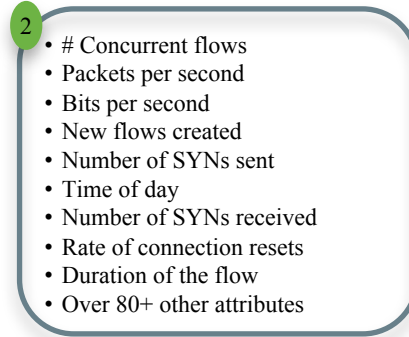 2
• # Concurrent flows
• Packets per second
• Bits per second
• New flows created
• Number of SYNs sent
• Time of day
• Number of SYNs received
• Rate of connection resets
• Duration of the flow
• Over 80+ other attributes